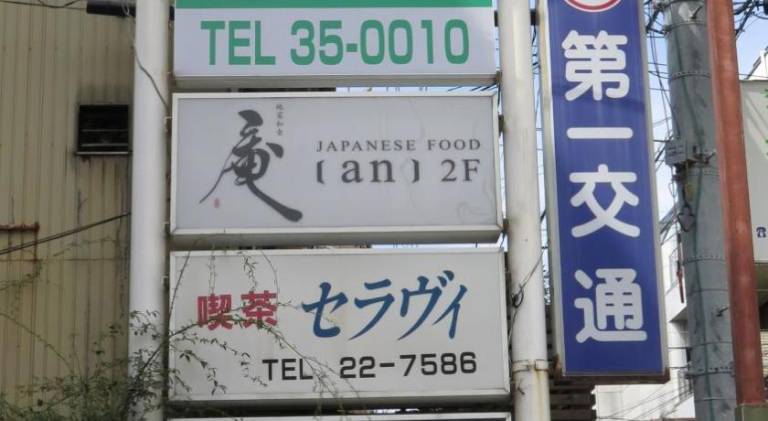 TEL 35-0010
庵
JAPANESE FOOD
[an] 2F
喫茶 セラヴィ
TEL 22-7586
第一交通